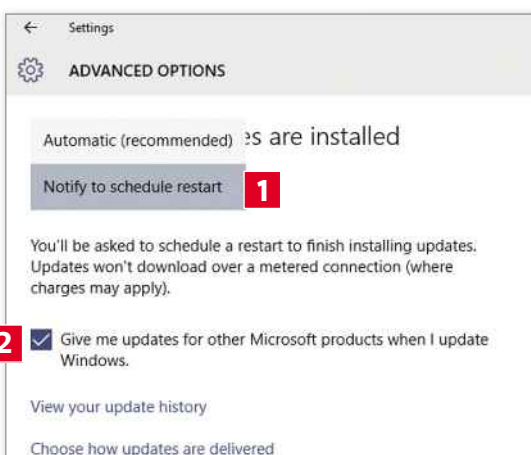 Settings
ADVANCED OPTIONS
Automatic (recommended)
es are installed
Notify to schedule restart
1
You'll be asked to schedule a restart to finish installing updates.
Updates won't download over a metered connection (where
charges may apply).
2
Give me updates for other Microsoft products when I update
Windows.
View your update history
Choose how updates are delivered